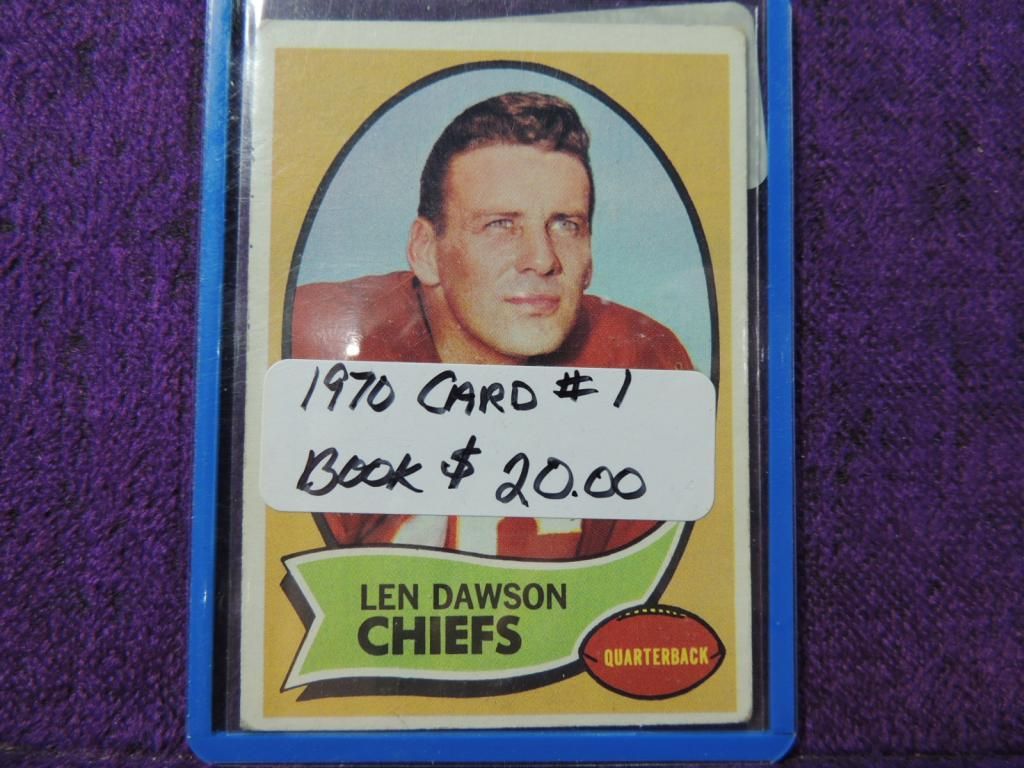 1970 CARD # 1
BOOK $ 20.00
LEN DAWSON
CHIEFS
QUARTERBACK